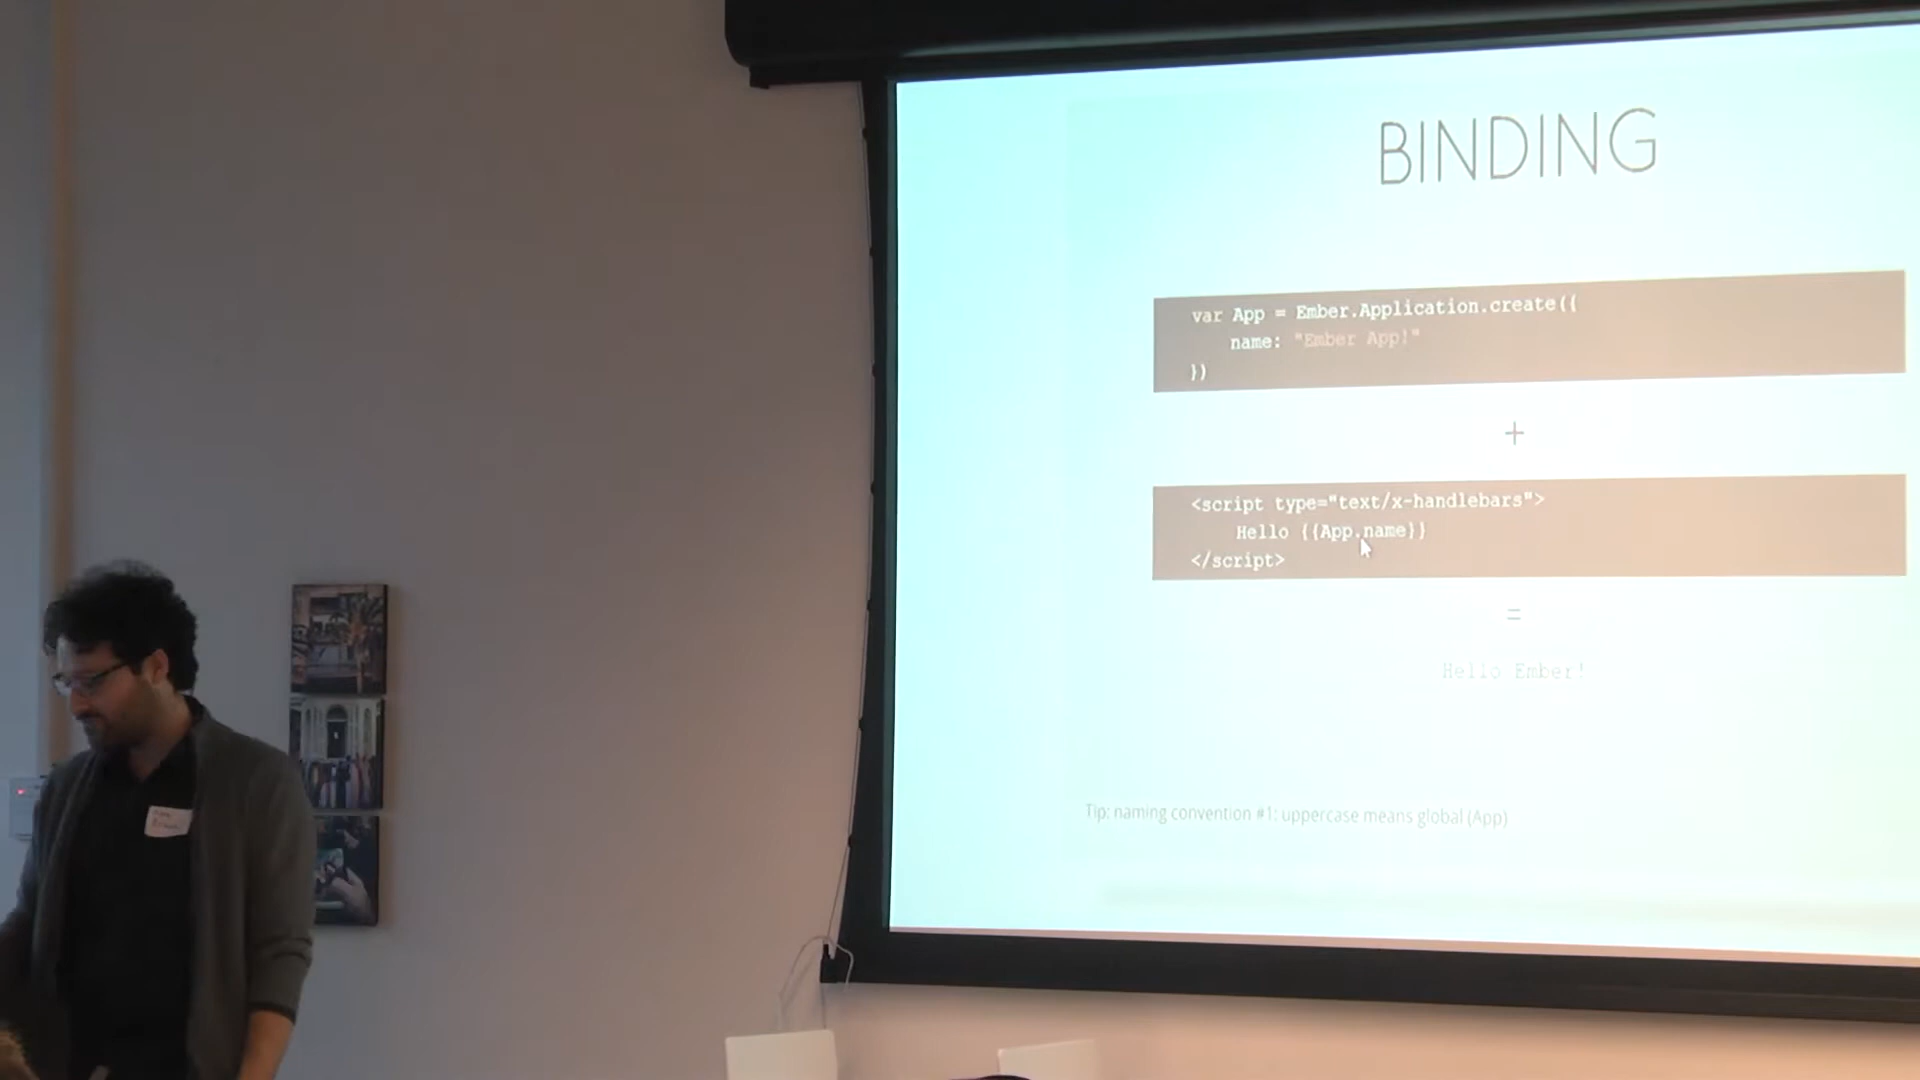 BINDING
var App = Ember.Application.create({
name: "Ember App!"
})
+
<script type="text/x-handlebars">
Hello {{App.name}}
</script>
=
Hello Ember!
Tip: naming convention #1: uppercase means global (App)